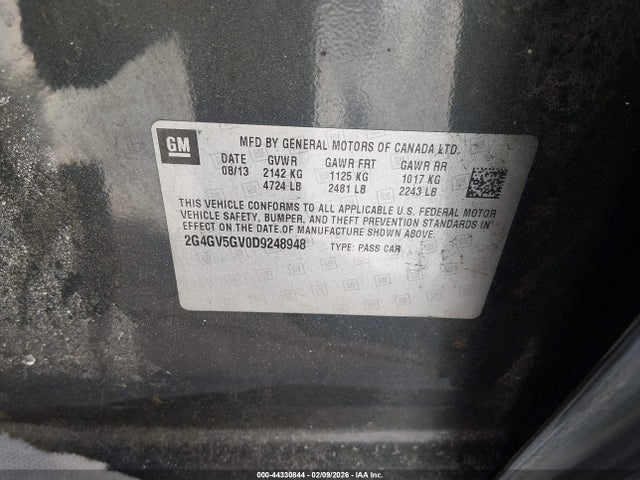 GM
MFD BY GENERAL MOTORS OF CANADA LTD.
DATE GVWR GAWR FRT GAWR RR
08/13 2142 KG 1125 KG 1017 KG
4724 LB 2481 LB 2243 LB
THIS VEHICLE CONFORMS TO ALL APPLICABLE U.S. FEDERAL MOTOR
VEHICLE SAFETY, BUMPER, AND THEFT PREVENTION STANDARDS IN
EFFECT ON THE DATE OF MANUFACTURE SHOWN ABOVE.
2G4GV5GV0D9248948 TYPE: PASS CAR
000-44330844 - 02/09/2026 - IAA Inc.